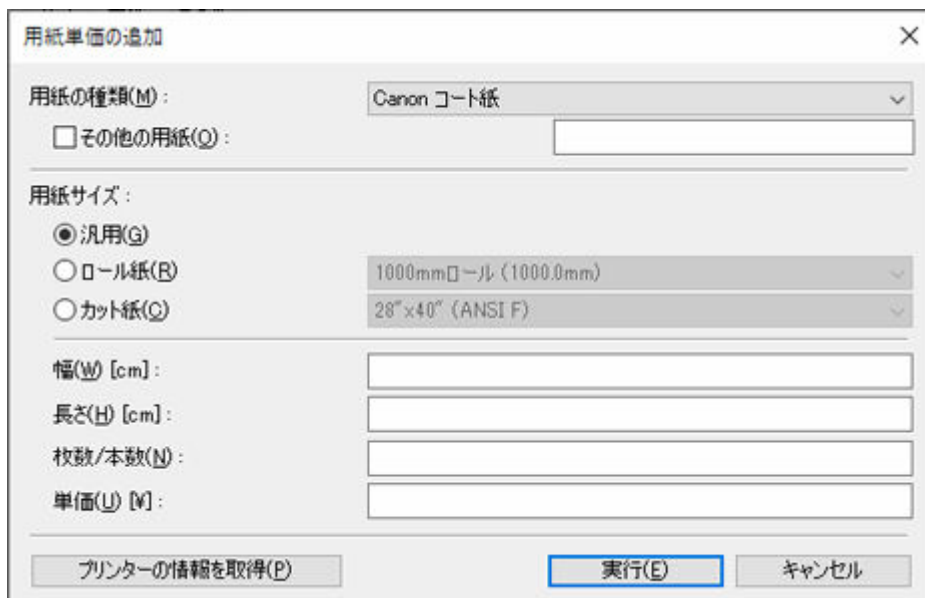 用紙単価の追加
用紙の種類(M) : Canon コート紙
その他の用紙(O) :
用紙サイズ :
汎用(G)
ロール紙(R) 1000mmロール (1000.0mm)
カット紙(C) 28"x40" (ANSI F)
幅(W) [cm] :
長さ(H) [cm] :
枚数/本数(N) :
単価(U) [¥] :
プリンターの情報を取得(P) 実行(E) キャンセル